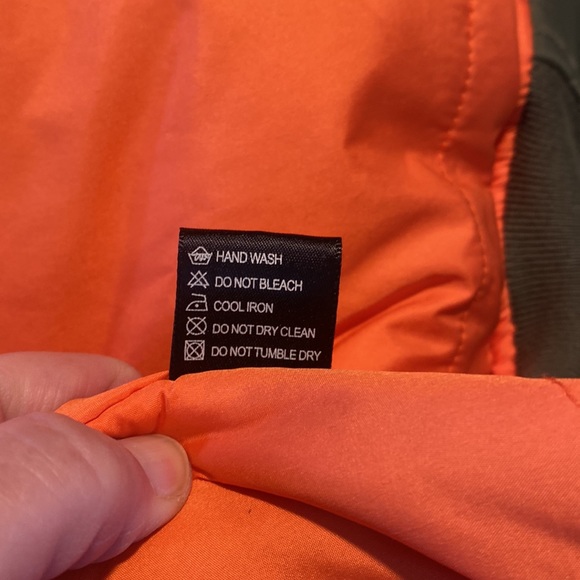 HAND WASH
DO NOT BLEACH
COOL IRON
DO NOT DRY CLEAN
DO NOT TUMBLE DRY